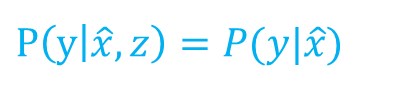 P(y|x̂, z) = P(y|x̂)